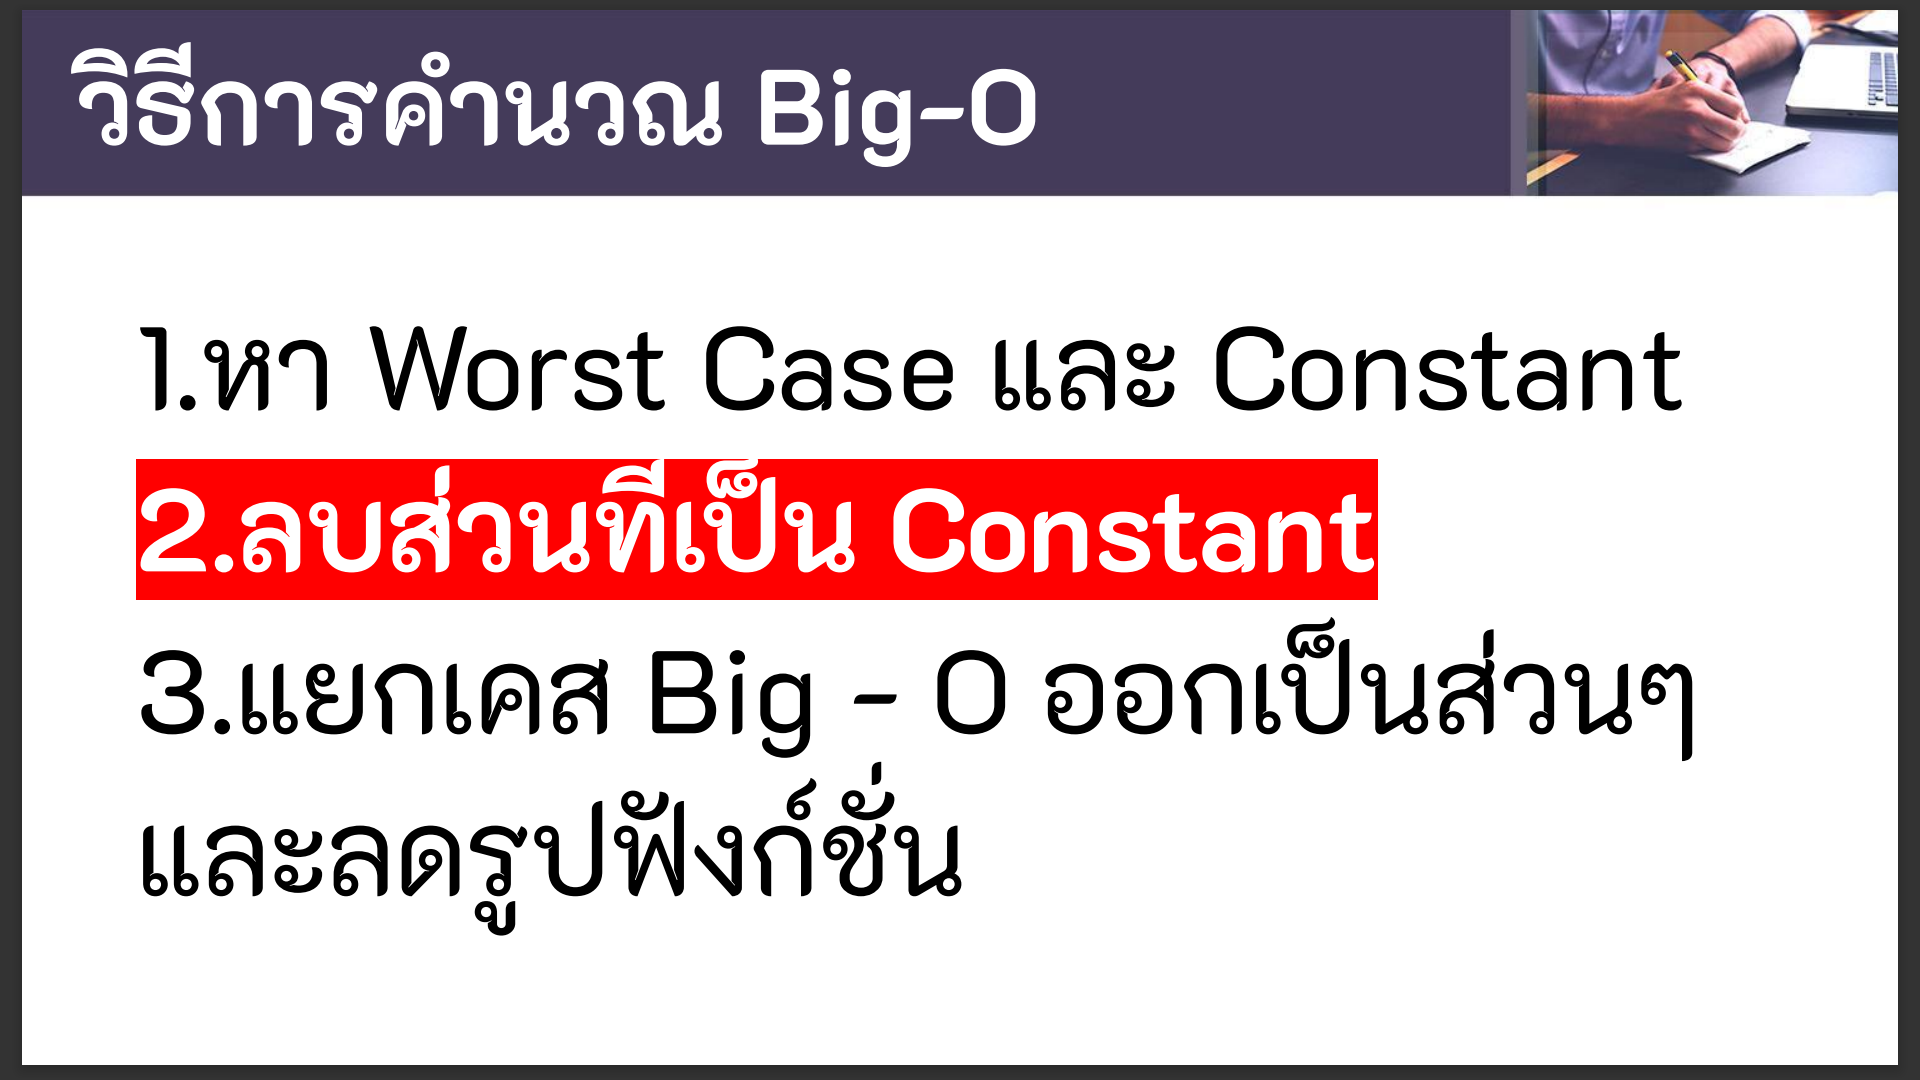 วิธีการคำนวณ Big-O
1.หา Worst Case และ Constant
2.ลบส่วนที่เป็น Constant
3.แยกเคส Big - O ออกเป็นส่วนๆ
และลดรูปฟังก์ชั่น